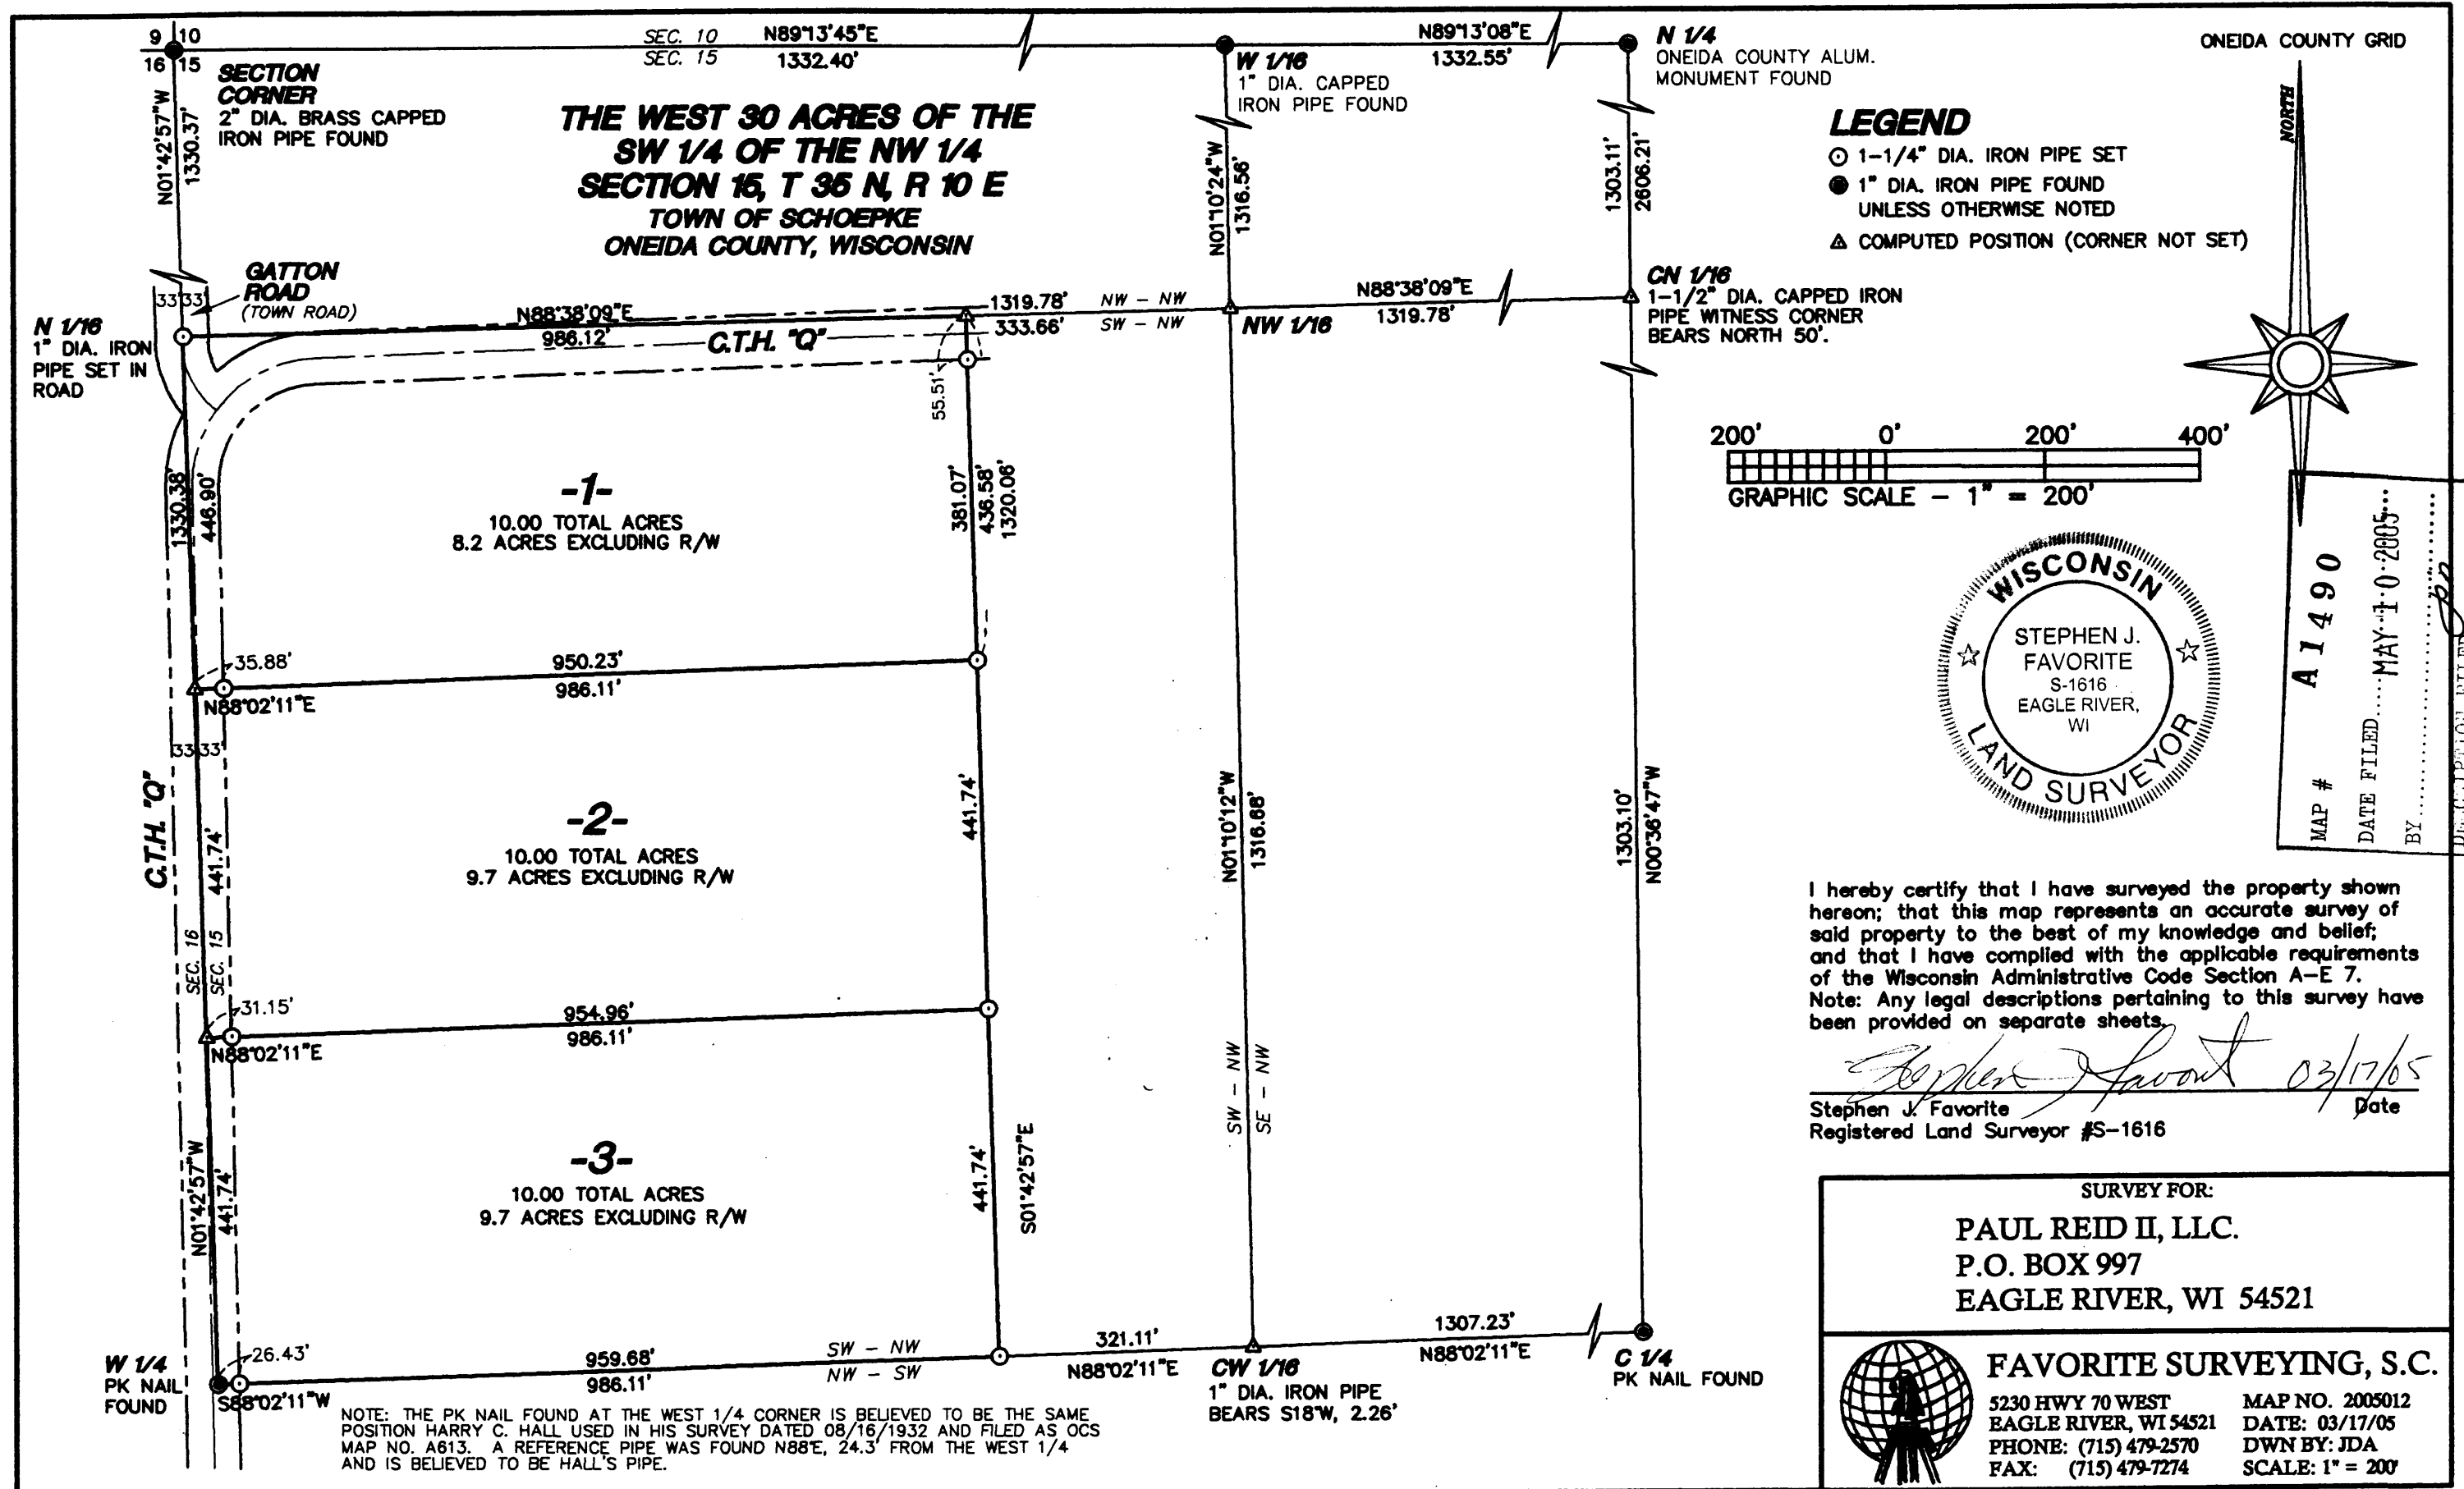 9 10
16 15
SEC. 10 N89°13'45"E
SEC. 15 1332.40'
N89°13'08"E
1332.55'
N 1/4
ONEIDA COUNTY ALUM.
MONUMENT FOUND
ONEIDA COUNTY GRID
NORTH
SECTION
CORNER
2" DIA. BRASS CAPPED
IRON PIPE FOUND
N01°42'57"W
1330.37'
W 1/16
1" DIA. CAPPED
IRON PIPE FOUND
THE WEST 30 ACRES OF THE
SW 1/4 OF THE NW 1/4
SECTION 15, T 35 N, R 10 E
TOWN OF SCHOEPKE
ONEIDA COUNTY, WISCONSIN
N01°10'24"W
1316.56'
1303.11'
2606.21'
LEGEND
1-1/4" DIA. IRON PIPE SET
1" DIA. IRON PIPE FOUND
UNLESS OTHERWISE NOTED
COMPUTED POSITION (CORNER NOT SET)
GATTON
ROAD
(TOWN ROAD)
33' 33'
N 1/16
1" DIA. IRON
PIPE SET IN
ROAD
N88°38'09"E
986.12'
C.T.H. "Q"
1319.78'
333.66'
NW - NW
SW - NW
NW 1/16
N88°38'09"E
1319.78'
CN 1/16
1-1/2" DIA. CAPPED IRON
PIPE WITNESS CORNER
BEARS NORTH 50'.
55.51'
200' 0' 200' 400'
GRAPHIC SCALE - 1" = 200'
1330.38'
446.90'
-1-
10.00 TOTAL ACRES
8.2 ACRES EXCLUDING R/W
381.07'
436.58'
1320.06'
WISCONSIN
STEPHEN J.
FAVORITE
S-1616
EAGLE RIVER,
WI
LAND SURVEYOR
MAP # A1490
DATE FILED MAY 10 2005
BY
35.88'
950.23'
986.11'
N88°02'11"E
33' 33'
C.T.H. "Q"
441.74'
-2-
10.00 TOTAL ACRES
9.7 ACRES EXCLUDING R/W
441.74'
N01°10'12"W
1316.68'
1303.10'
N00°36'47"W
SEC. 16
SEC. 15
I hereby certify that I have surveyed the property shown
hereon; that this map represents an accurate survey of
said property to the best of my knowledge and belief;
and that I have complied with the applicable requirements
of the Wisconsin Administrative Code Section A-E 7.
Note: Any legal descriptions pertaining to this survey have
been provided on separate sheets.
31.15'
954.96'
986.11'
N88°02'11"E
SW - NW
SE - NW
Stephen J Favorite 03/17/05
Stephen J. Favorite Date
Registered Land Surveyor #S-1616
N01°42'57"W
441.74'
-3-
10.00 TOTAL ACRES
9.7 ACRES EXCLUDING R/W
441.74'
S01°42'57"E
SURVEY FOR:
PAUL REID II, LLC.
P.O. BOX 997
EAGLE RIVER, WI 54521
W 1/4
PK NAIL
FOUND
26.43'
S88°02'11"W
959.68'
986.11'
SW - NW
NW - SW
321.11'
N88°02'11"E
CW 1/16
1" DIA. IRON PIPE
BEARS S18°W, 2.26'
1307.23'
N88°02'11"E
C 1/4
PK NAIL FOUND
NOTE: THE PK NAIL FOUND AT THE WEST 1/4 CORNER IS BELIEVED TO BE THE SAME
POSITION HARRY C. HALL USED IN HIS SURVEY DATED 08/16/1932 AND FILED AS OCS
MAP NO. A613. A REFERENCE PIPE WAS FOUND N88°E, 24.3' FROM THE WEST 1/4
AND IS BELIEVED TO BE HALL'S PIPE.
FAVORITE SURVEYING, S.C.
5230 HWY 70 WEST MAP NO. 2005012
EAGLE RIVER, WI 54521 DATE: 03/17/05
PHONE: (715) 479-2570 DWN BY: JDA
FAX: (715) 479-7274 SCALE: 1" = 200'